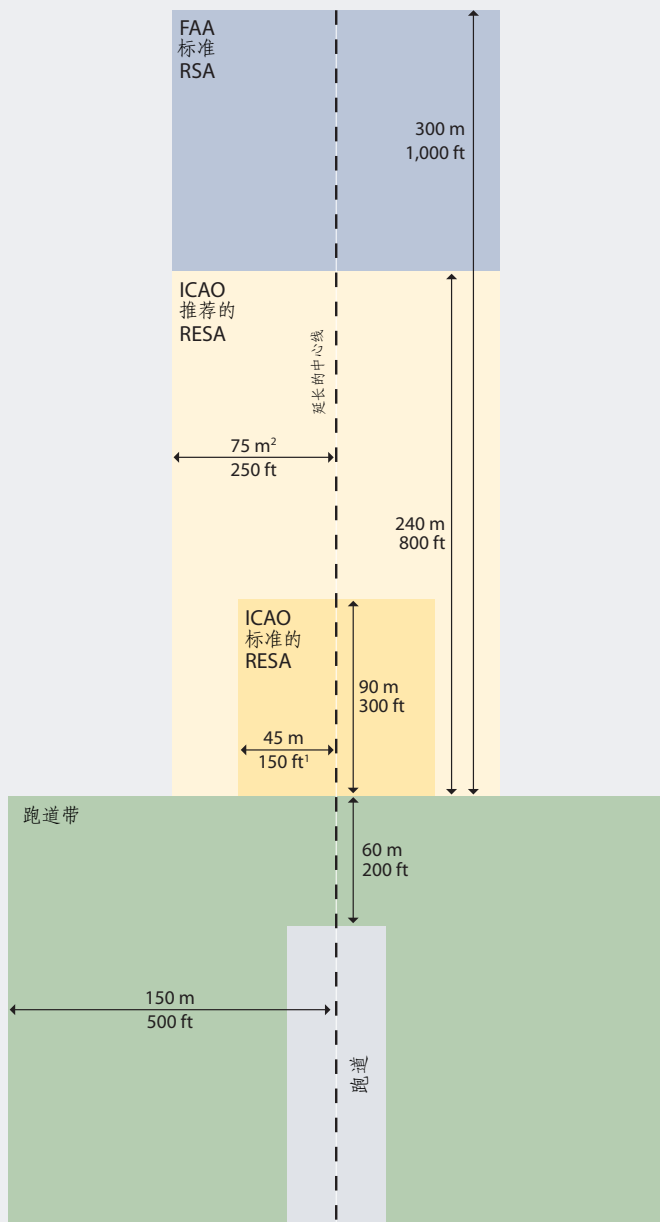 FAA
标准
RSA
300 m
1,000 ft
ICAO
推荐的
RESA
延长的中心线
75 m²
250 ft
240 m
800 ft
ICAO
标准的
RESA
90 m
300 ft
45 m
150 ft¹
跑道带
60 m
200 ft
150 m
500 ft
跑道